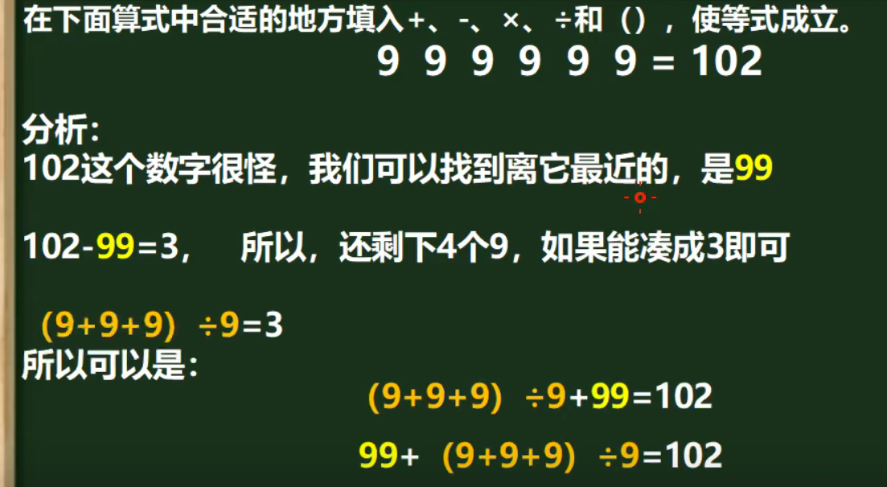 在下面算式中合适的地方填入+、-、×、÷和（），使等式成立。
9 9 9 9 9 9 = 102
分析：
102这个数字很怪，我们可以找到离它最近的，是99
102-99=3， 所以，还剩下4个9，如果能凑成3即可
（9+9+9）÷9=3
所以可以是：
（9+9+9）÷9+99=102
99+（9+9+9）÷9=102